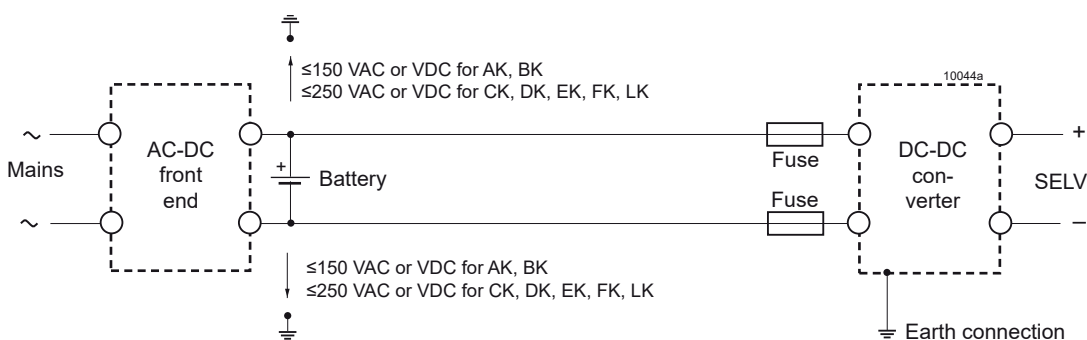 ≤150 VAC or VDC for AK, BK
≤250 VAC or VDC for CK, DK, EK, FK, LK
10044a
~
Mains
~
AC-DC
front
end
+
Battery
Fuse
Fuse
DC-DC
con-
verter
+
SELV
–
≤150 VAC or VDC for AK, BK
≤250 VAC or VDC for CK, DK, EK, FK, LK
Earth connection